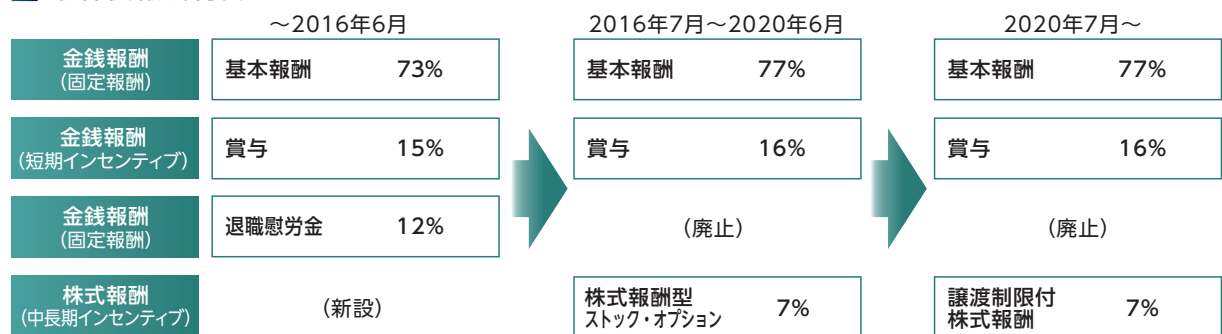 ～2016年6月
2016年7月～2020年6月
2020年7月～
金銭報酬
(固定報酬)
基本報酬 73%
基本報酬 77%
基本報酬 77%
金銭報酬
(短期インセンティブ)
賞与 15%
賞与 16%
賞与 16%
金銭報酬
(固定報酬)
退職慰労金 12%
(廃止)
(廃止)
株式報酬
(中長期インセンティブ)
(新設)
株式報酬型
ストック・オプション 7%
譲渡制限付
株式報酬 7%